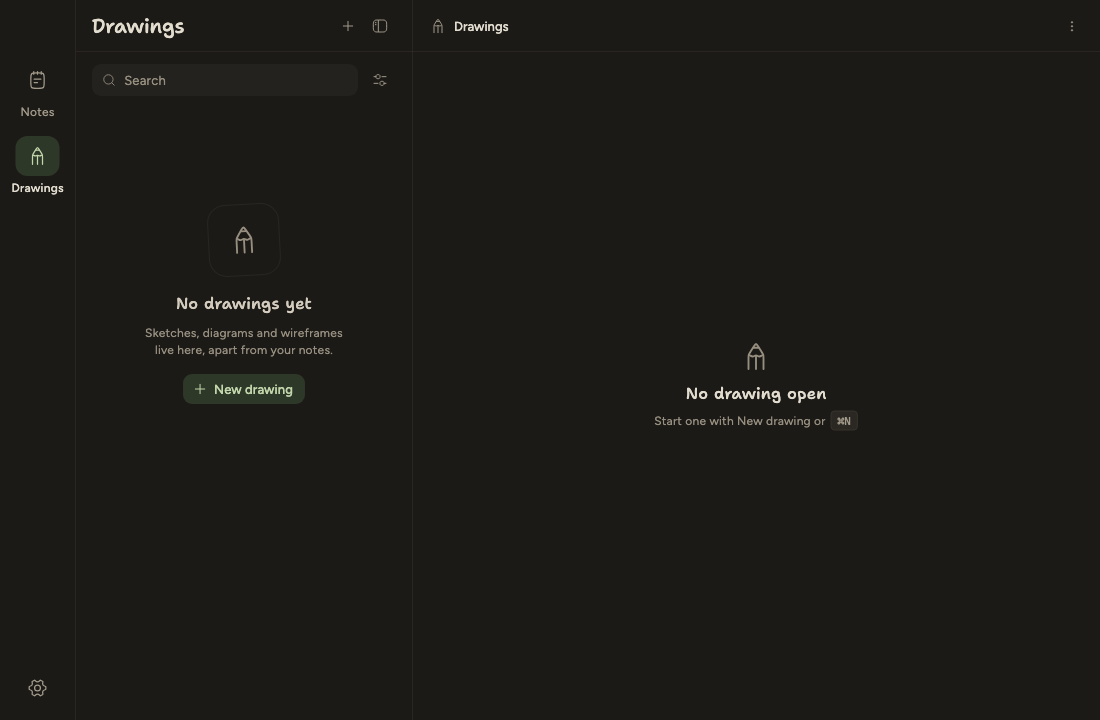 Drawings
Drawings
Search
Notes
Drawings
No drawings yet
Sketches, diagrams and wireframes
live here, apart from your notes.
New drawing
No drawing open
Start one with New drawing or ⌘N